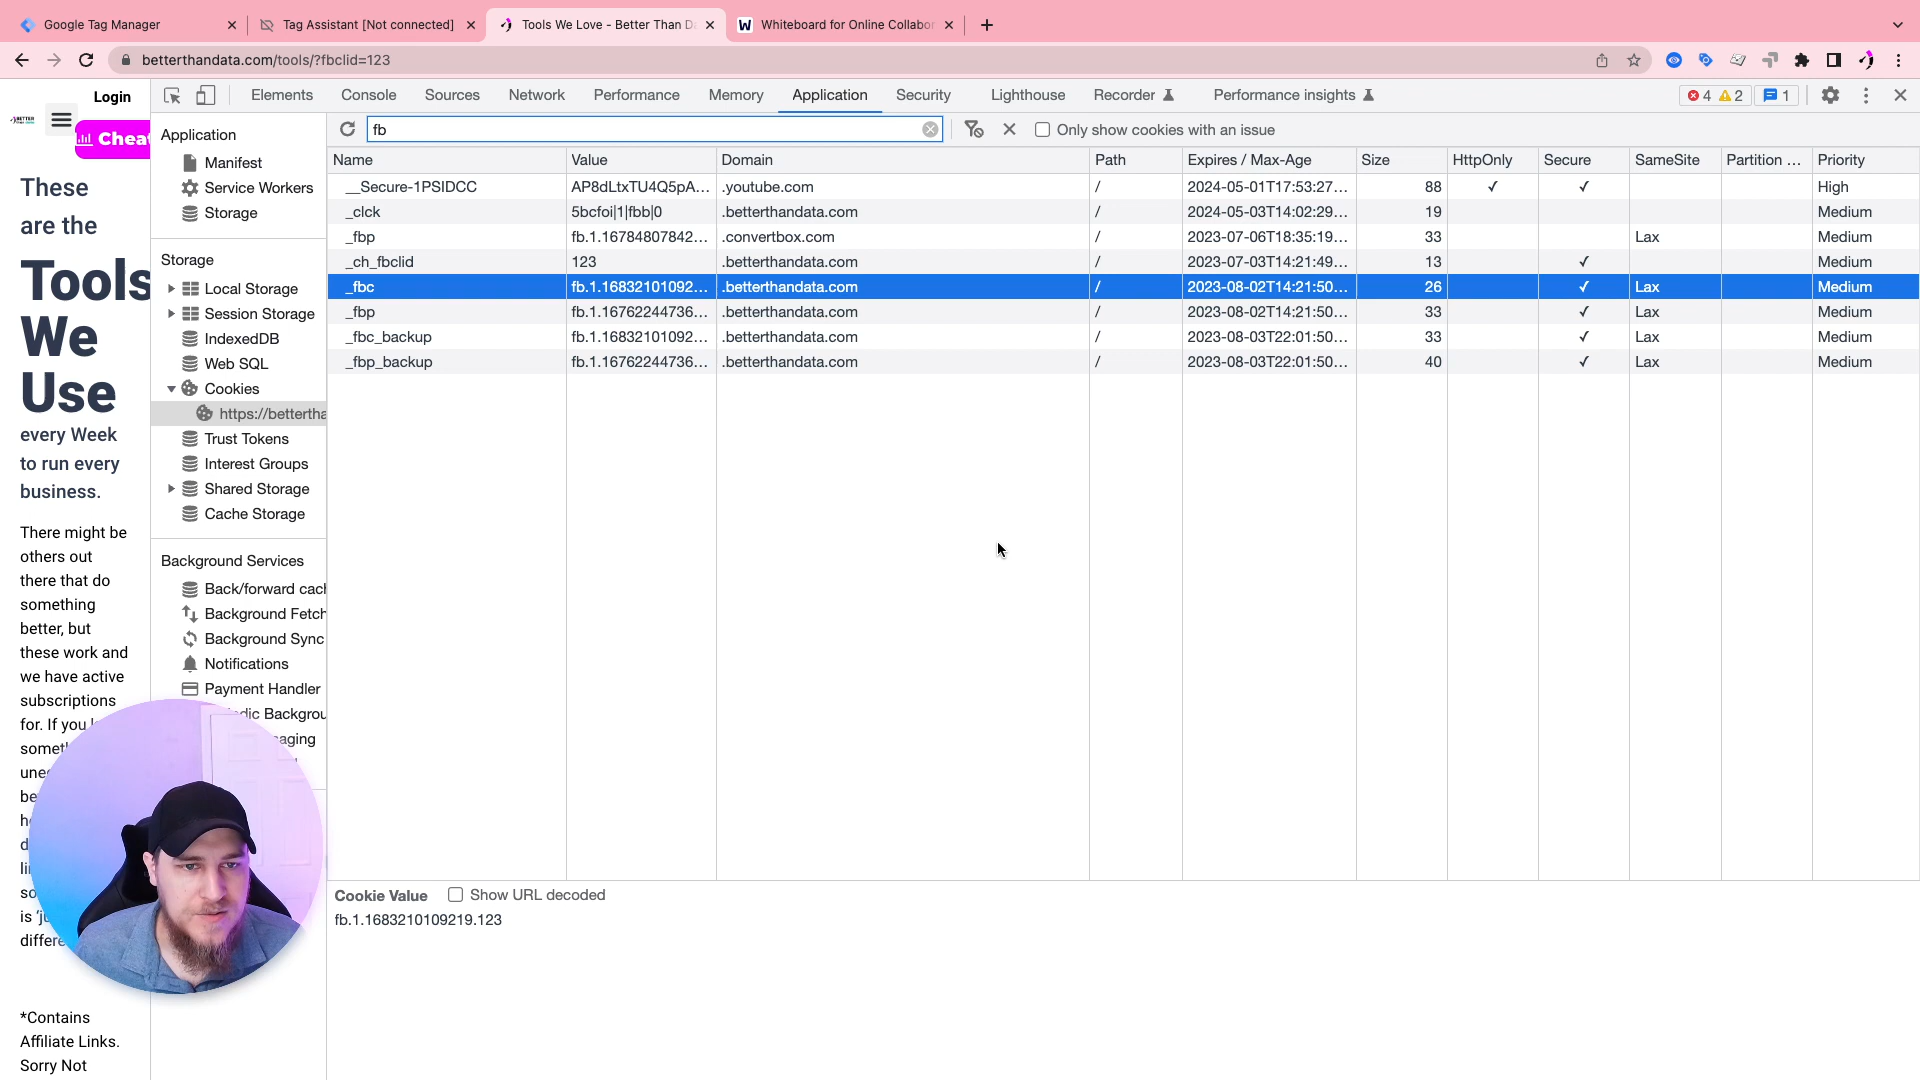 Google Tag Manager
Tag Assistant [Not connected]
Tools We Love - Better Than Da
Whiteboard for Online Collabor
betterthandata.com/tools/?fbclid=123
Login
Cheat
These
are the
Tools
We
Use
every Week
to run every
business.
There might be
others out
there that do
something
better, but
these work and
we have active
subscriptions
for. If you
*Contains
Affiliate Links.
Sorry Not
Elements Console Sources Network Performance Memory Application Security Lighthouse Recorder Performance insights 4 2 1
Application
Manifest
Service Workers
Storage
Storage
Local Storage
Session Storage
IndexedDB
Web SQL
Cookies
https://bettertha
Trust Tokens
Interest Groups
Shared Storage
Cache Storage
Background Services
Back/forward cach
Background Fetch
Background Sync
Notifications
Payment Handler
dic Backgrou
aging
fb
Only show cookies with an issue
Name Value Domain Path Expires / Max-Age Size HttpOnly Secure SameSite Partition ... Priority
__Secure-1PSIDCC AP8dLtxTU4Q5pA... .youtube.com / 2024-05-01T17:53:27... 88 ✓ ✓ High
_clck 5bcfoi|1|fbb|0 .betterthandata.com / 2024-05-03T14:02:29... 19 Medium
_fbp fb.1.16784807842... .convertbox.com / 2023-07-06T18:35:19... 33 Lax Medium
_ch_fbclid 123 .betterthandata.com / 2023-07-03T14:21:49... 13 ✓ Medium
_fbc fb.1.16832101092... .betterthandata.com / 2023-08-02T14:21:50... 26 ✓ Lax Medium
_fbp fb.1.16762244736... .betterthandata.com / 2023-08-02T14:21:50... 33 ✓ Lax Medium
_fbc_backup fb.1.16832101092... .betterthandata.com / 2023-08-03T22:01:50... 33 ✓ Lax Medium
_fbp_backup fb.1.16762244736... .betterthandata.com / 2023-08-03T22:01:50... 40 ✓ Lax Medium
Cookie Value Show URL decoded
fb.1.1683210109219.123